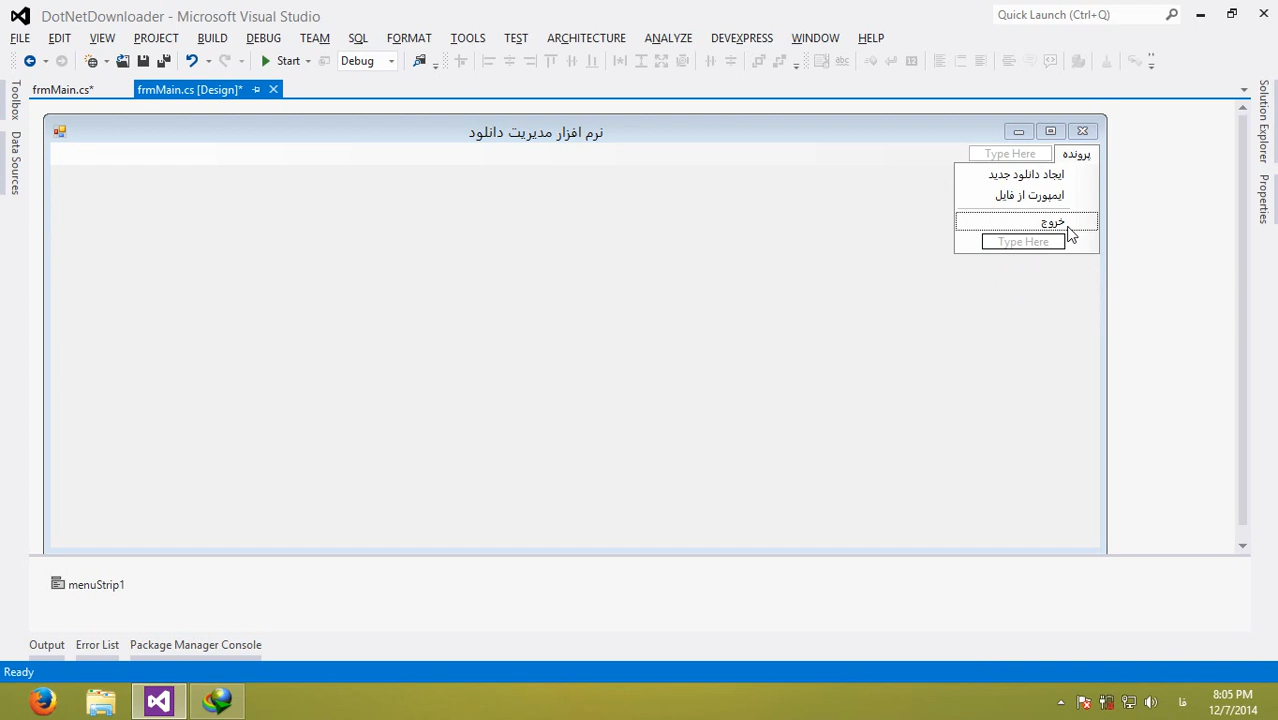 DotNetDownloader - Microsoft Visual Studio
Quick Launch (Ctrl+Q)
FILE EDIT VIEW PROJECT BUILD DEBUG TEAM SQL FORMAT TOOLS TEST ARCHITECTURE ANALYZE DEVEXPRESS WINDOW HELP
Start Debug
frmMain.cs* frmMain.cs [Design]*
Toolbox
Data Sources
Solution Explorer
Properties
نرم افزار مدیریت دانلود
پرونده
Type Here
ایجاد دانلود جدید
ایمپورت از فایل
خروج
Type Here
menuStrip1
Output Error List Package Manager Console
Ready
فا
8:05 PM
12/7/2014